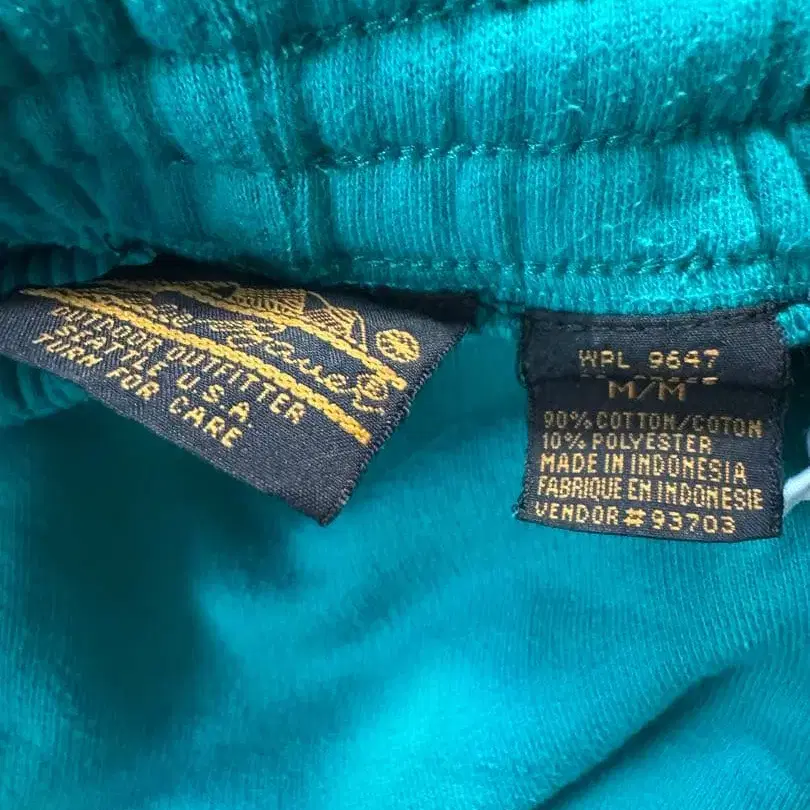 Bauer®
OUTDOOR OUTFITTER
SEATTLE U.S.A
TURN FOR CARE
WPL 9647
M/M
90% COTTON/COTON
10% POLYESTER
MADE IN INDONESIA
FABRIQUE EN INDONESIE
VENDOR # 93703